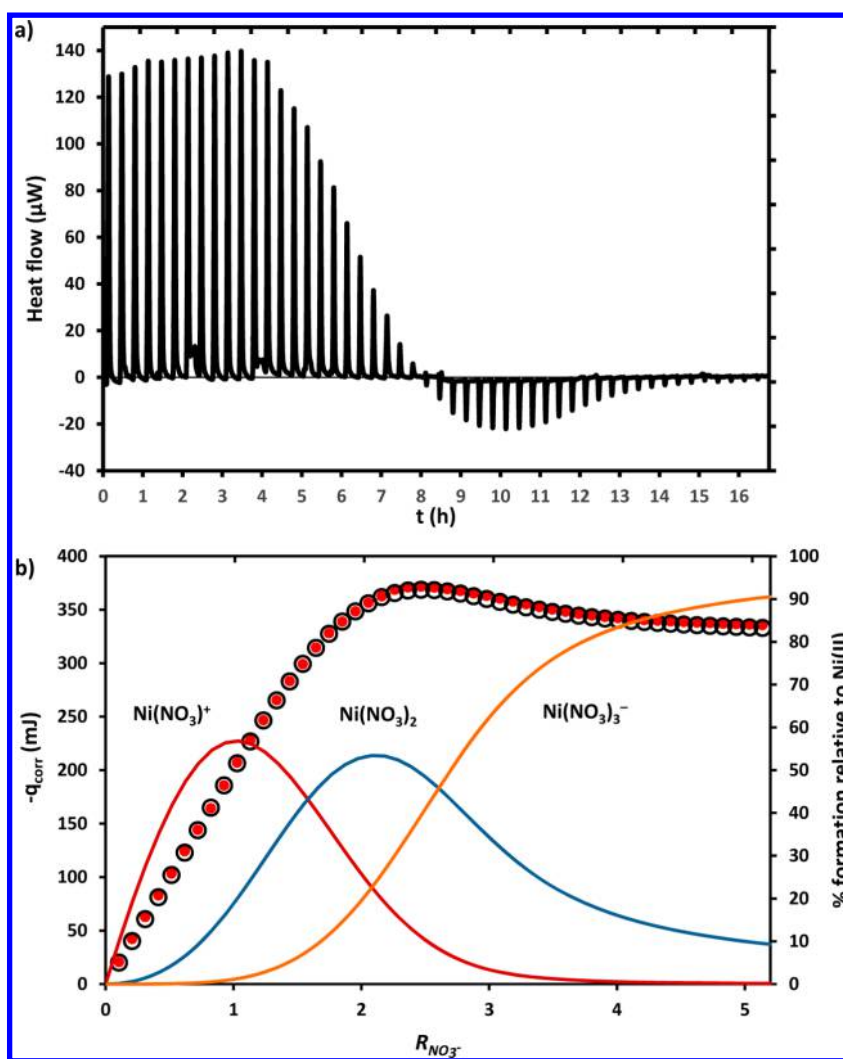 a)
140
120
100
80
60
40
20
0
-20
-40
Heat flow (µW)
0 1 2 3 4 5 6 7 8 9 10 11 12 13 14 15 16
t (h)
b)
400
350
300
250
200
150
100
50
0
-q_corr (mJ)
Ni(NO₃)⁺
Ni(NO₃)₂
Ni(NO₃)₃⁻
100
90
80
70
60
50
40
30
20
10
0
% formation relative to Ni(II)
0 1 2 3 4 5
R_NO₃-